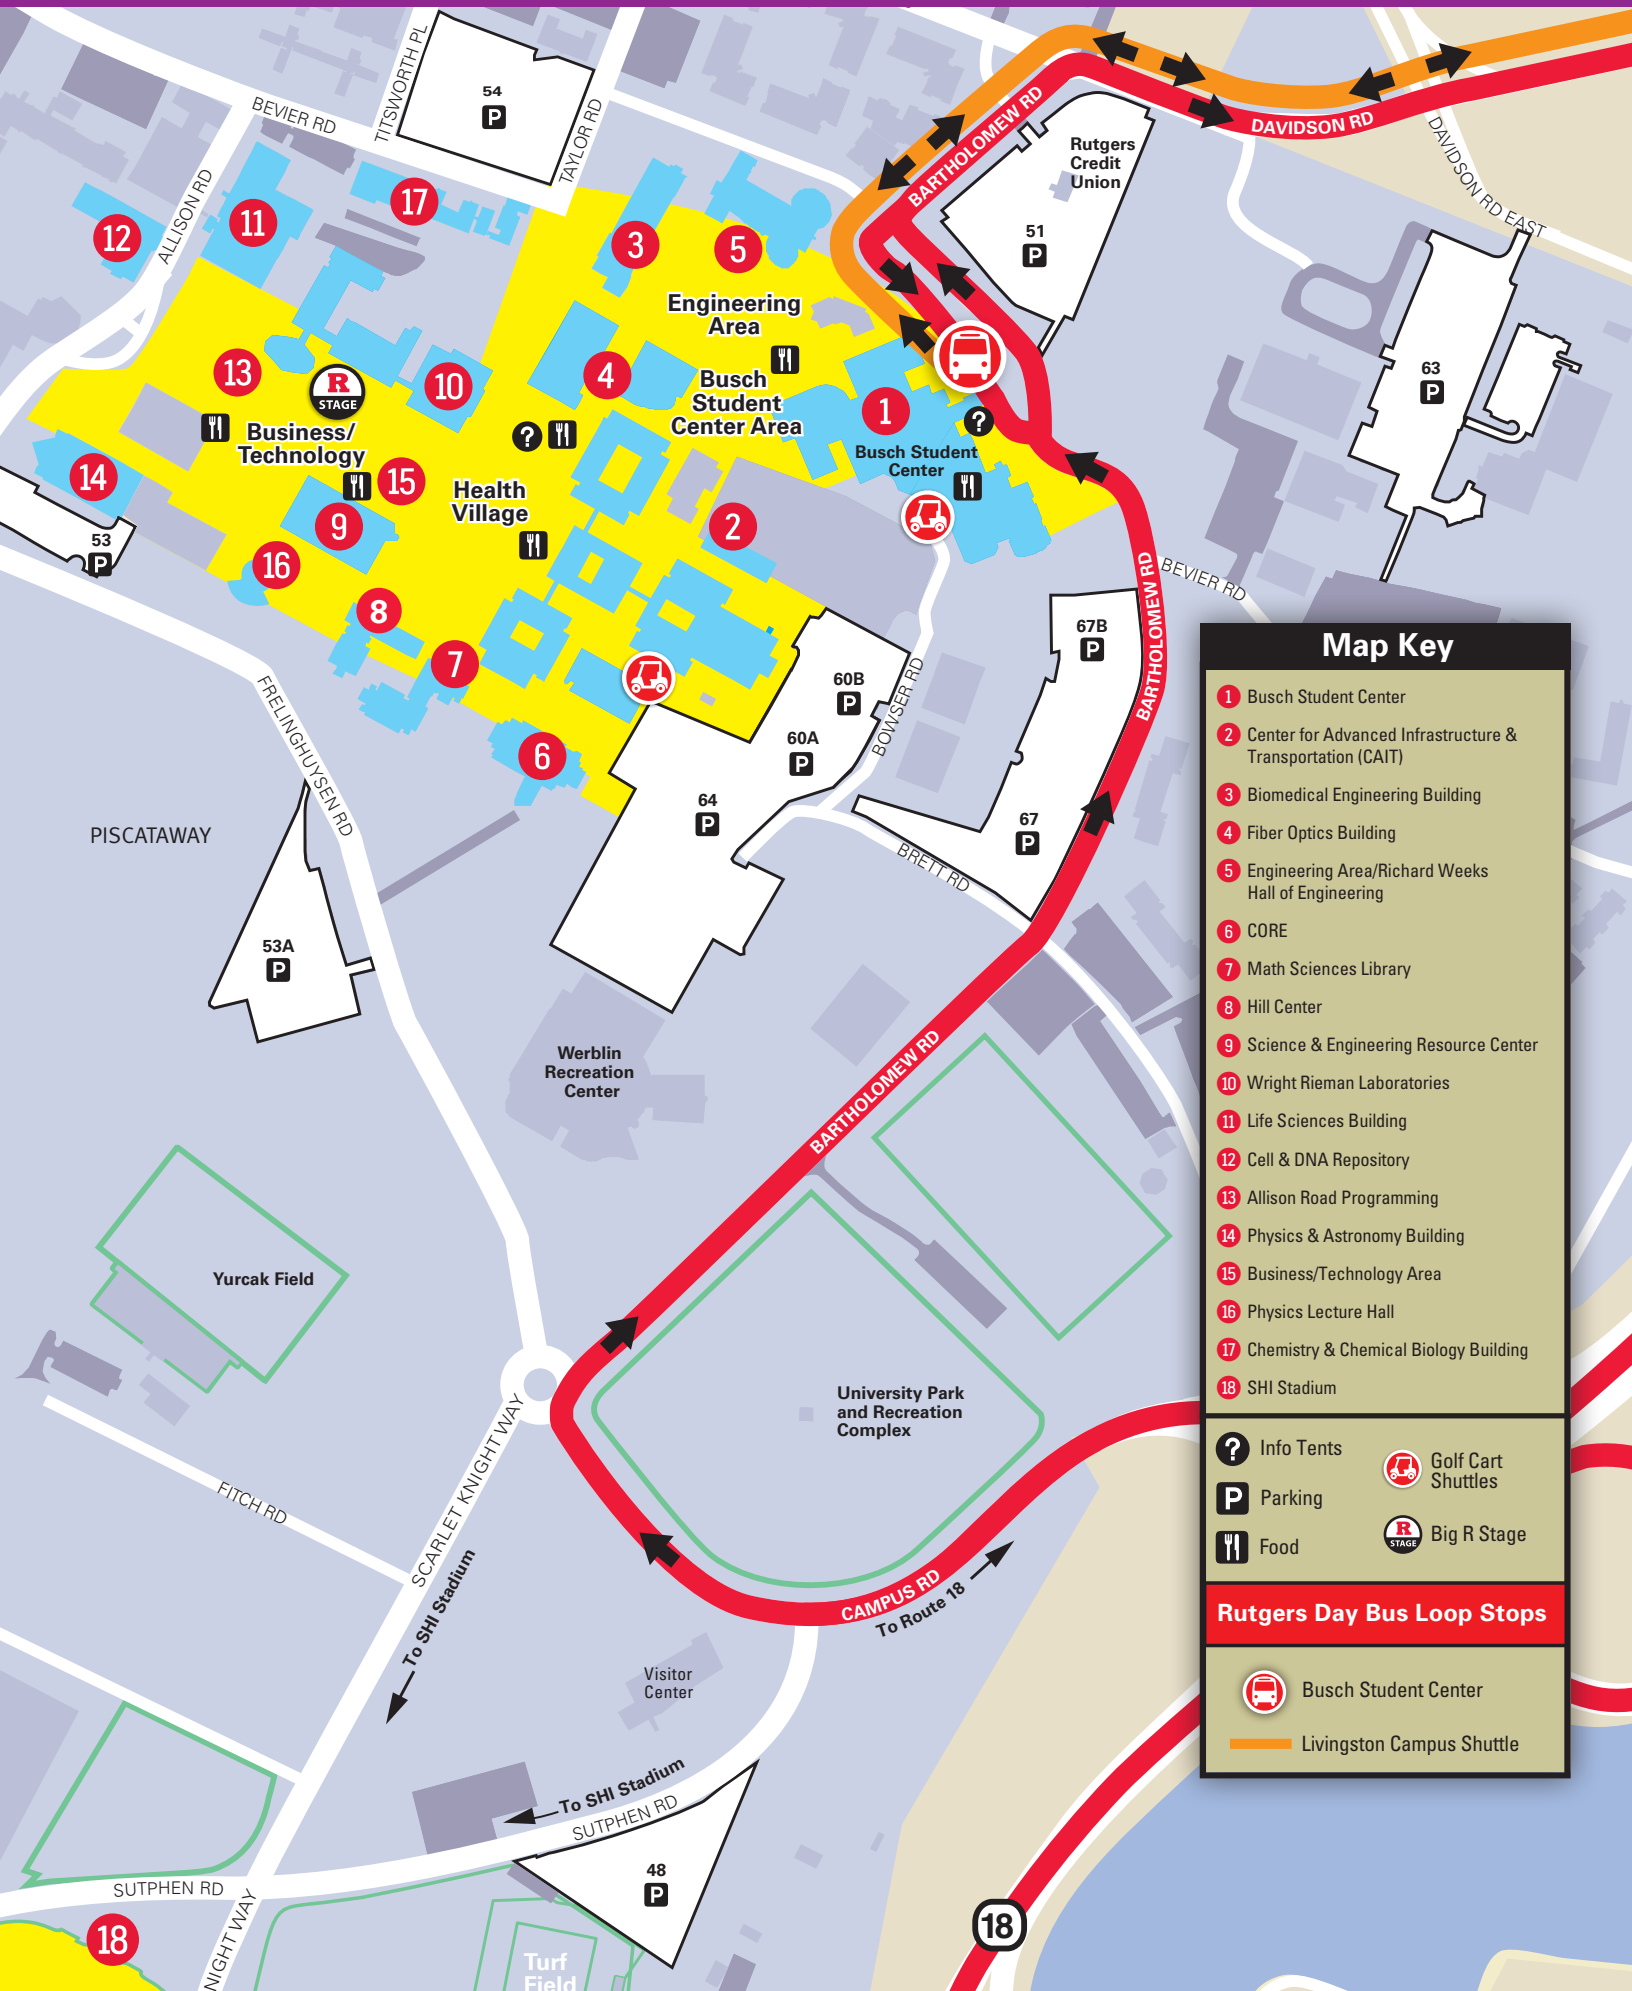 TITSWORTH PL
54
P
BEVIER RD
TAYLOR RD
ALLISON RD
BARTHOLOMEW RD
Rutgers
Credit
Union
DAVIDSON RD
DAVIDSON RD EAST
51
P
12
11
17
3
5
Engineering
Area
63
P
13
R
STAGE
10
4
Busch
Student
Center Area
1
?
Business/
Technology
?
Busch Student
Center
14
15
Health
Village
9
2
53
P
16
8
7
BARTHOLOMEW RD
BEVIER RD
67B
P
60B
P
60A
P
BOWSER RD
BARTHOLOMEW RD
6
64
P
67
P
BRETT RD
FRELINGHUYSEN RD
PISCATAWAY
53A
P
Werblin
Recreation
Center
BARTHOLOMEW RD
Yurcak Field
University Park
and Recreation
Complex
SCARLET KNIGHT WAY
FITCH RD
To SHI Stadium
CAMPUS RD
To Route 18
Visitor
Center
To SHI Stadium
SUTPHEN RD
48
P
SUTPHEN RD
NIGHT WAY
18
18
Turf
Field
Map Key
1 Busch Student Center
2 Center for Advanced Infrastructure &
Transportation (CAIT)
3 Biomedical Engineering Building
4 Fiber Optics Building
5 Engineering Area/Richard Weeks
Hall of Engineering
6 CORE
7 Math Sciences Library
8 Hill Center
9 Science & Engineering Resource Center
10 Wright Rieman Laboratories
11 Life Sciences Building
12 Cell & DNA Repository
13 Allison Road Programming
14 Physics & Astronomy Building
15 Business/Technology Area
16 Physics Lecture Hall
17 Chemistry & Chemical Biology Building
18 SHI Stadium
? Info Tents
P Parking
Food
Golf Cart
Shuttles
R
STAGE
Big R Stage
Rutgers Day Bus Loop Stops
Busch Student Center
Livingston Campus Shuttle